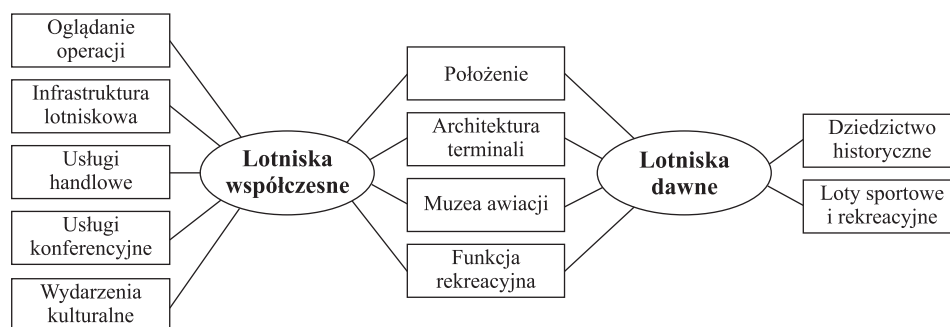 Oglądanie
operacji
Infrastruktura
lotniskowa
Usługi
handlowe
Usługi
konferencyjne
Wydarzenia
kulturalne
Lotniska
współczesne
Położenie
Architektura
terminali
Muzea awiacji
Funkcja
rekreacyjna
Lotniska
dawne
Dziedzictwo
historyczne
Loty sportowe
i rekreacyjne